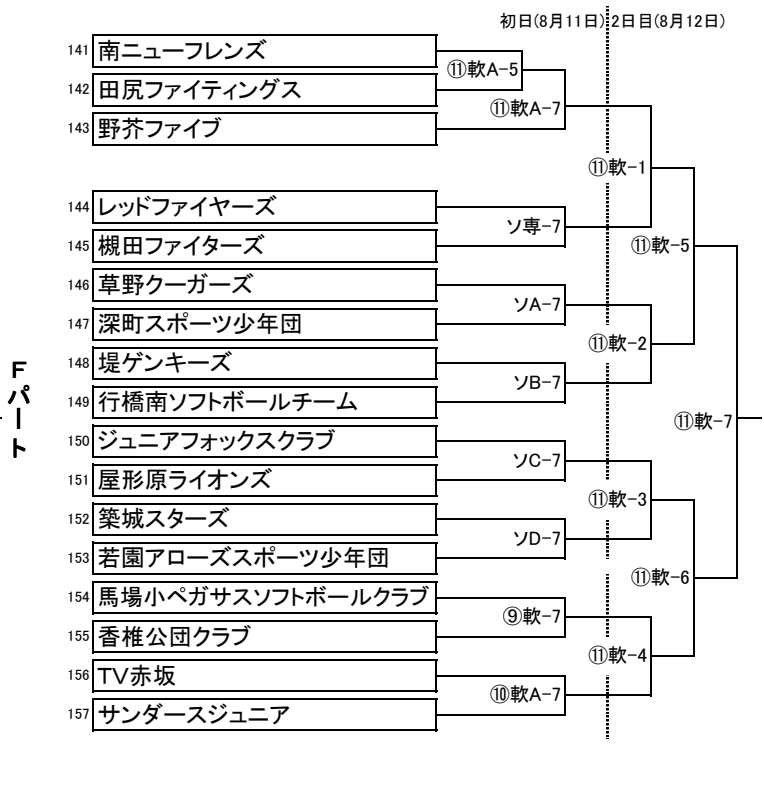 初日(8月11日) 2日目(8月12日)
141 南ニューフレンズ
⑪軟A-5
142 田尻ファイティングス
⑪軟A-7
143 野芥ファイブ
⑪軟-1
144 レッドファイヤーズ
ソ専-7
145 槻田ファイターズ
⑪軟-5
146 草野クーガーズ
ソA-7
147 深町スポーツ少年団
⑪軟-2
148 堤ゲンキーズ
ソB-7
149 行橋南ソフトボールチーム
Fパート
⑪軟-7
150 ジュニアフォックスクラブ
ソC-7
151 屋形原ライオンズ
⑪軟-3
152 築城スターズ
ソD-7
153 若園アローズスポーツ少年団
⑪軟-6
154 馬場小ペガサスソフトボールクラブ
⑨軟-7
155 香椎公団クラブ
⑪軟-4
156 TV赤坂
⑩軟A-7
157 サンダースジュニア